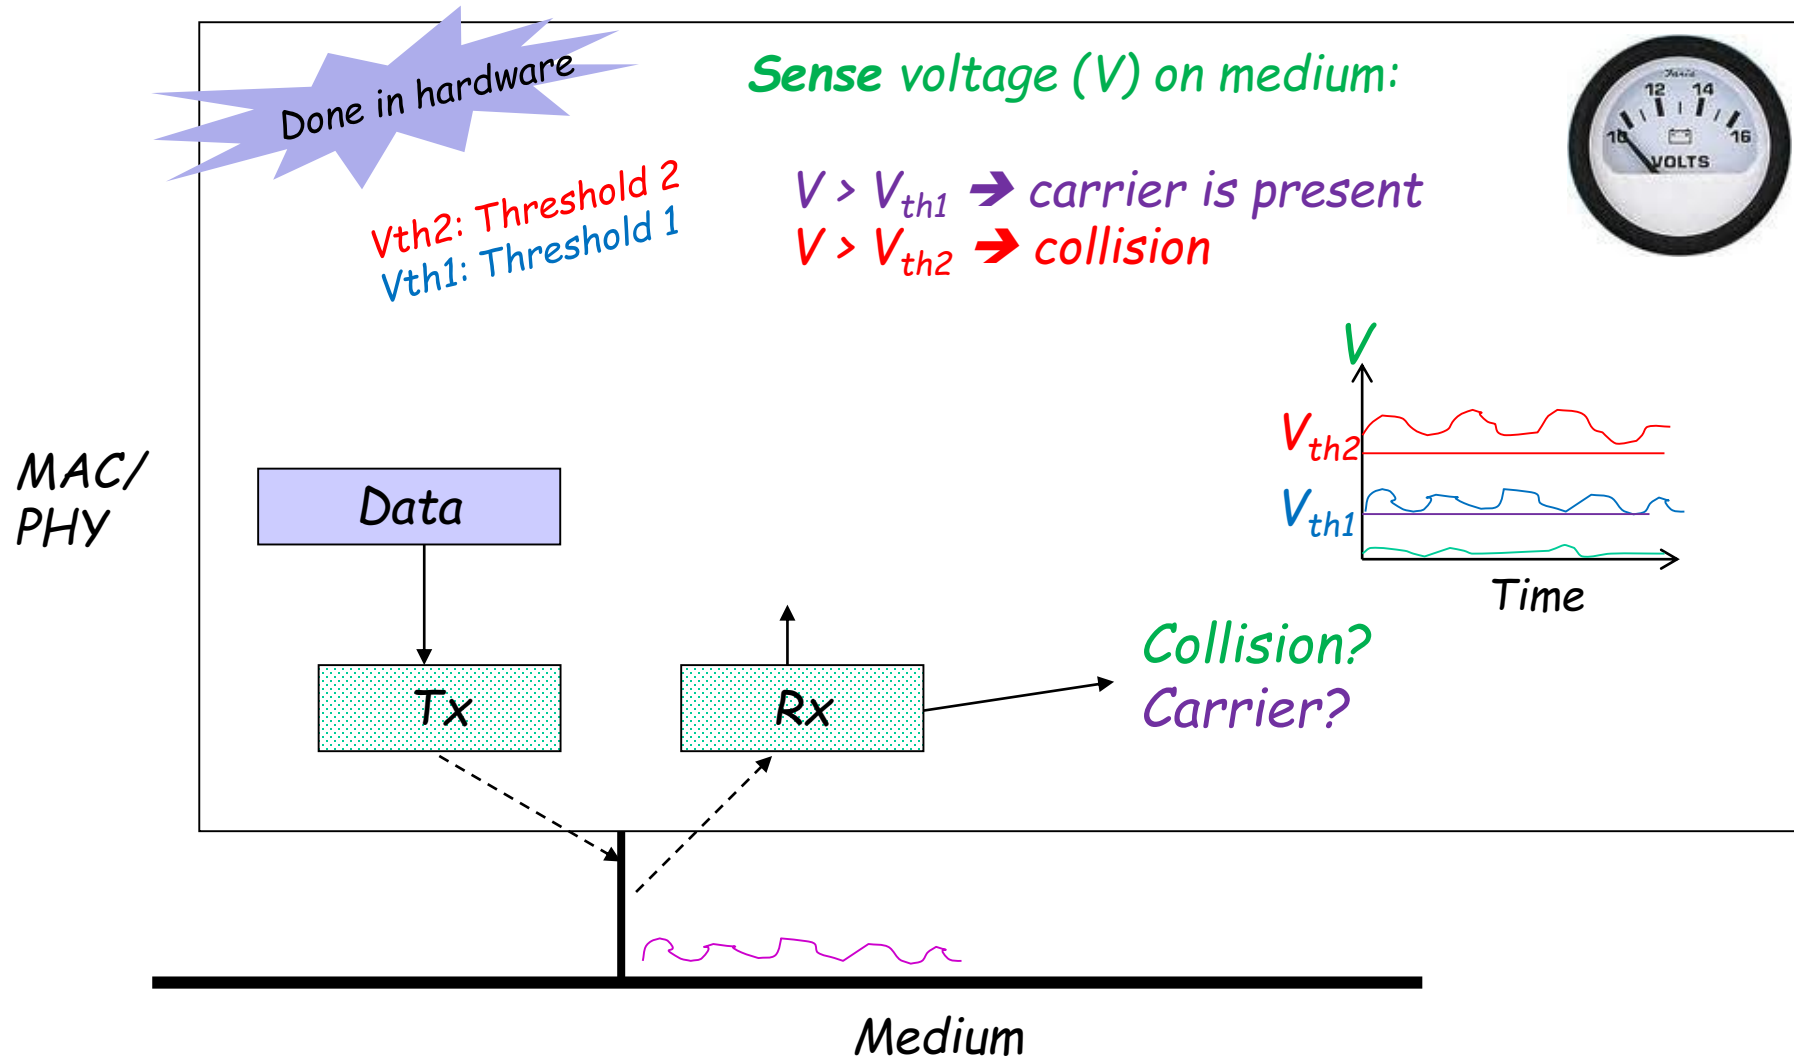 Done in hardware
Sense voltage (V) on medium:
Vth2: Threshold 2
Vth1: Threshold 1
V > Vth1 → carrier is present
V > Vth2 → collision
12 14
10 16
VOLTS
V
Vth2
Vth1
Time
MAC/
PHY
Data
Tx
Rx
Collision?
Carrier?
Medium